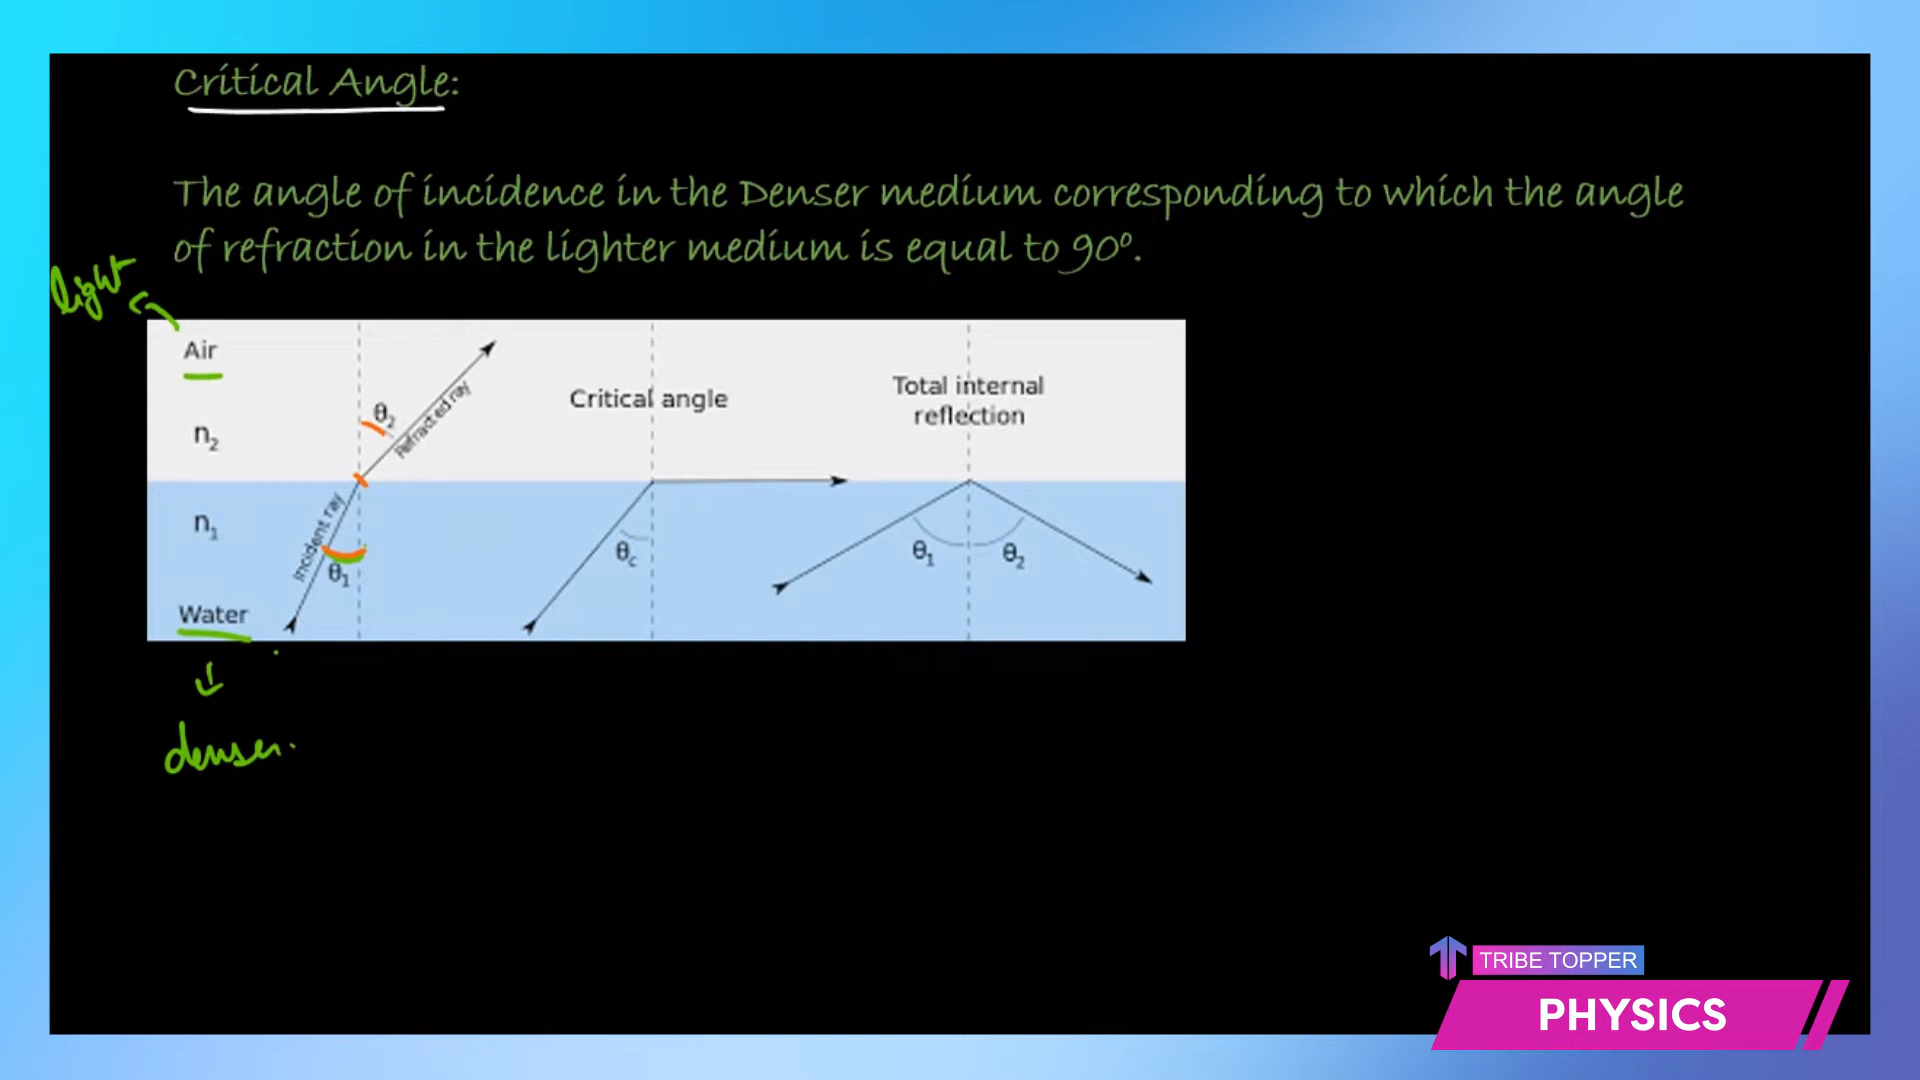 Critical Angle:
The angle of incidence in the Denser medium corresponding to which the angle
of refraction in the lighter medium is equal to 90°.
light
Air
n₂
θ₂
Refracted ray
Critical angle
Total internal
reflection
n₁
Incident ray
θ₁
θc
θ₁
θ₂
Water
denser.
TRIBE TOPPER
PHYSICS